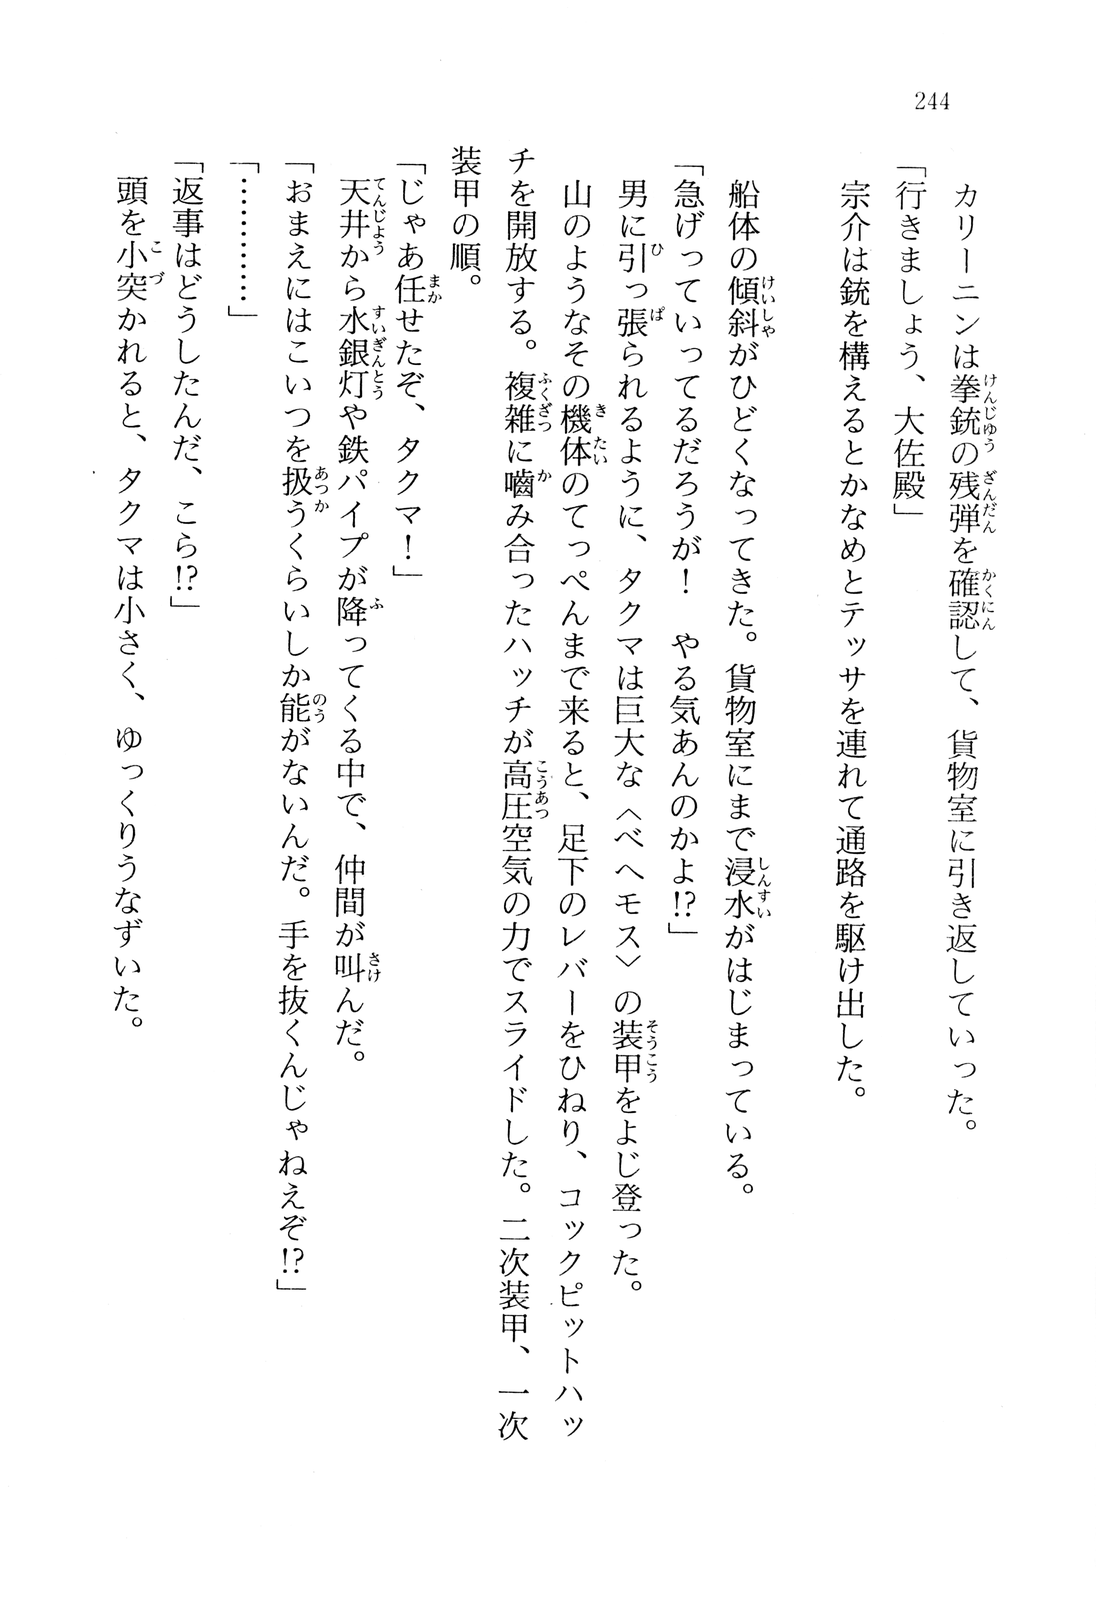 244
カリーニンは拳銃の残弾を確認して、貨物室に引き返していった。
「行きましょう、大佐殿」
宗介は銃を構えるとかなめとテッサを連れて通路を駆け出した。
船体の傾斜がひどくなってきた。貨物室にまで浸水がはじまっている。
「急げっていってるだろうが！　やる気あんのかよ!?」
男に引っ張られるように、タクマは巨大な〈ベヘモス〉の装甲をよじ登った。
山のようなその機体のてっぺんまで来ると、足下のレバーをひねり、コックピットハッ
チを開放する。複雑に嚙み合ったハッチが高圧空気の力でスライドした。二次装甲、一次
装甲の順。
「じゃあ任せたぞ、タクマ！」
天井から水銀灯や鉄パイプが降ってくる中で、仲間が叫んだ。
「おまえにはこいつを扱うくらいしか能がないんだ。手を抜くんじゃねえぞ!?」
「…………」
「返事はどうしたんだ、こら!?」
頭を小突かれると、タクマは小さく、ゆっくりうなずいた。